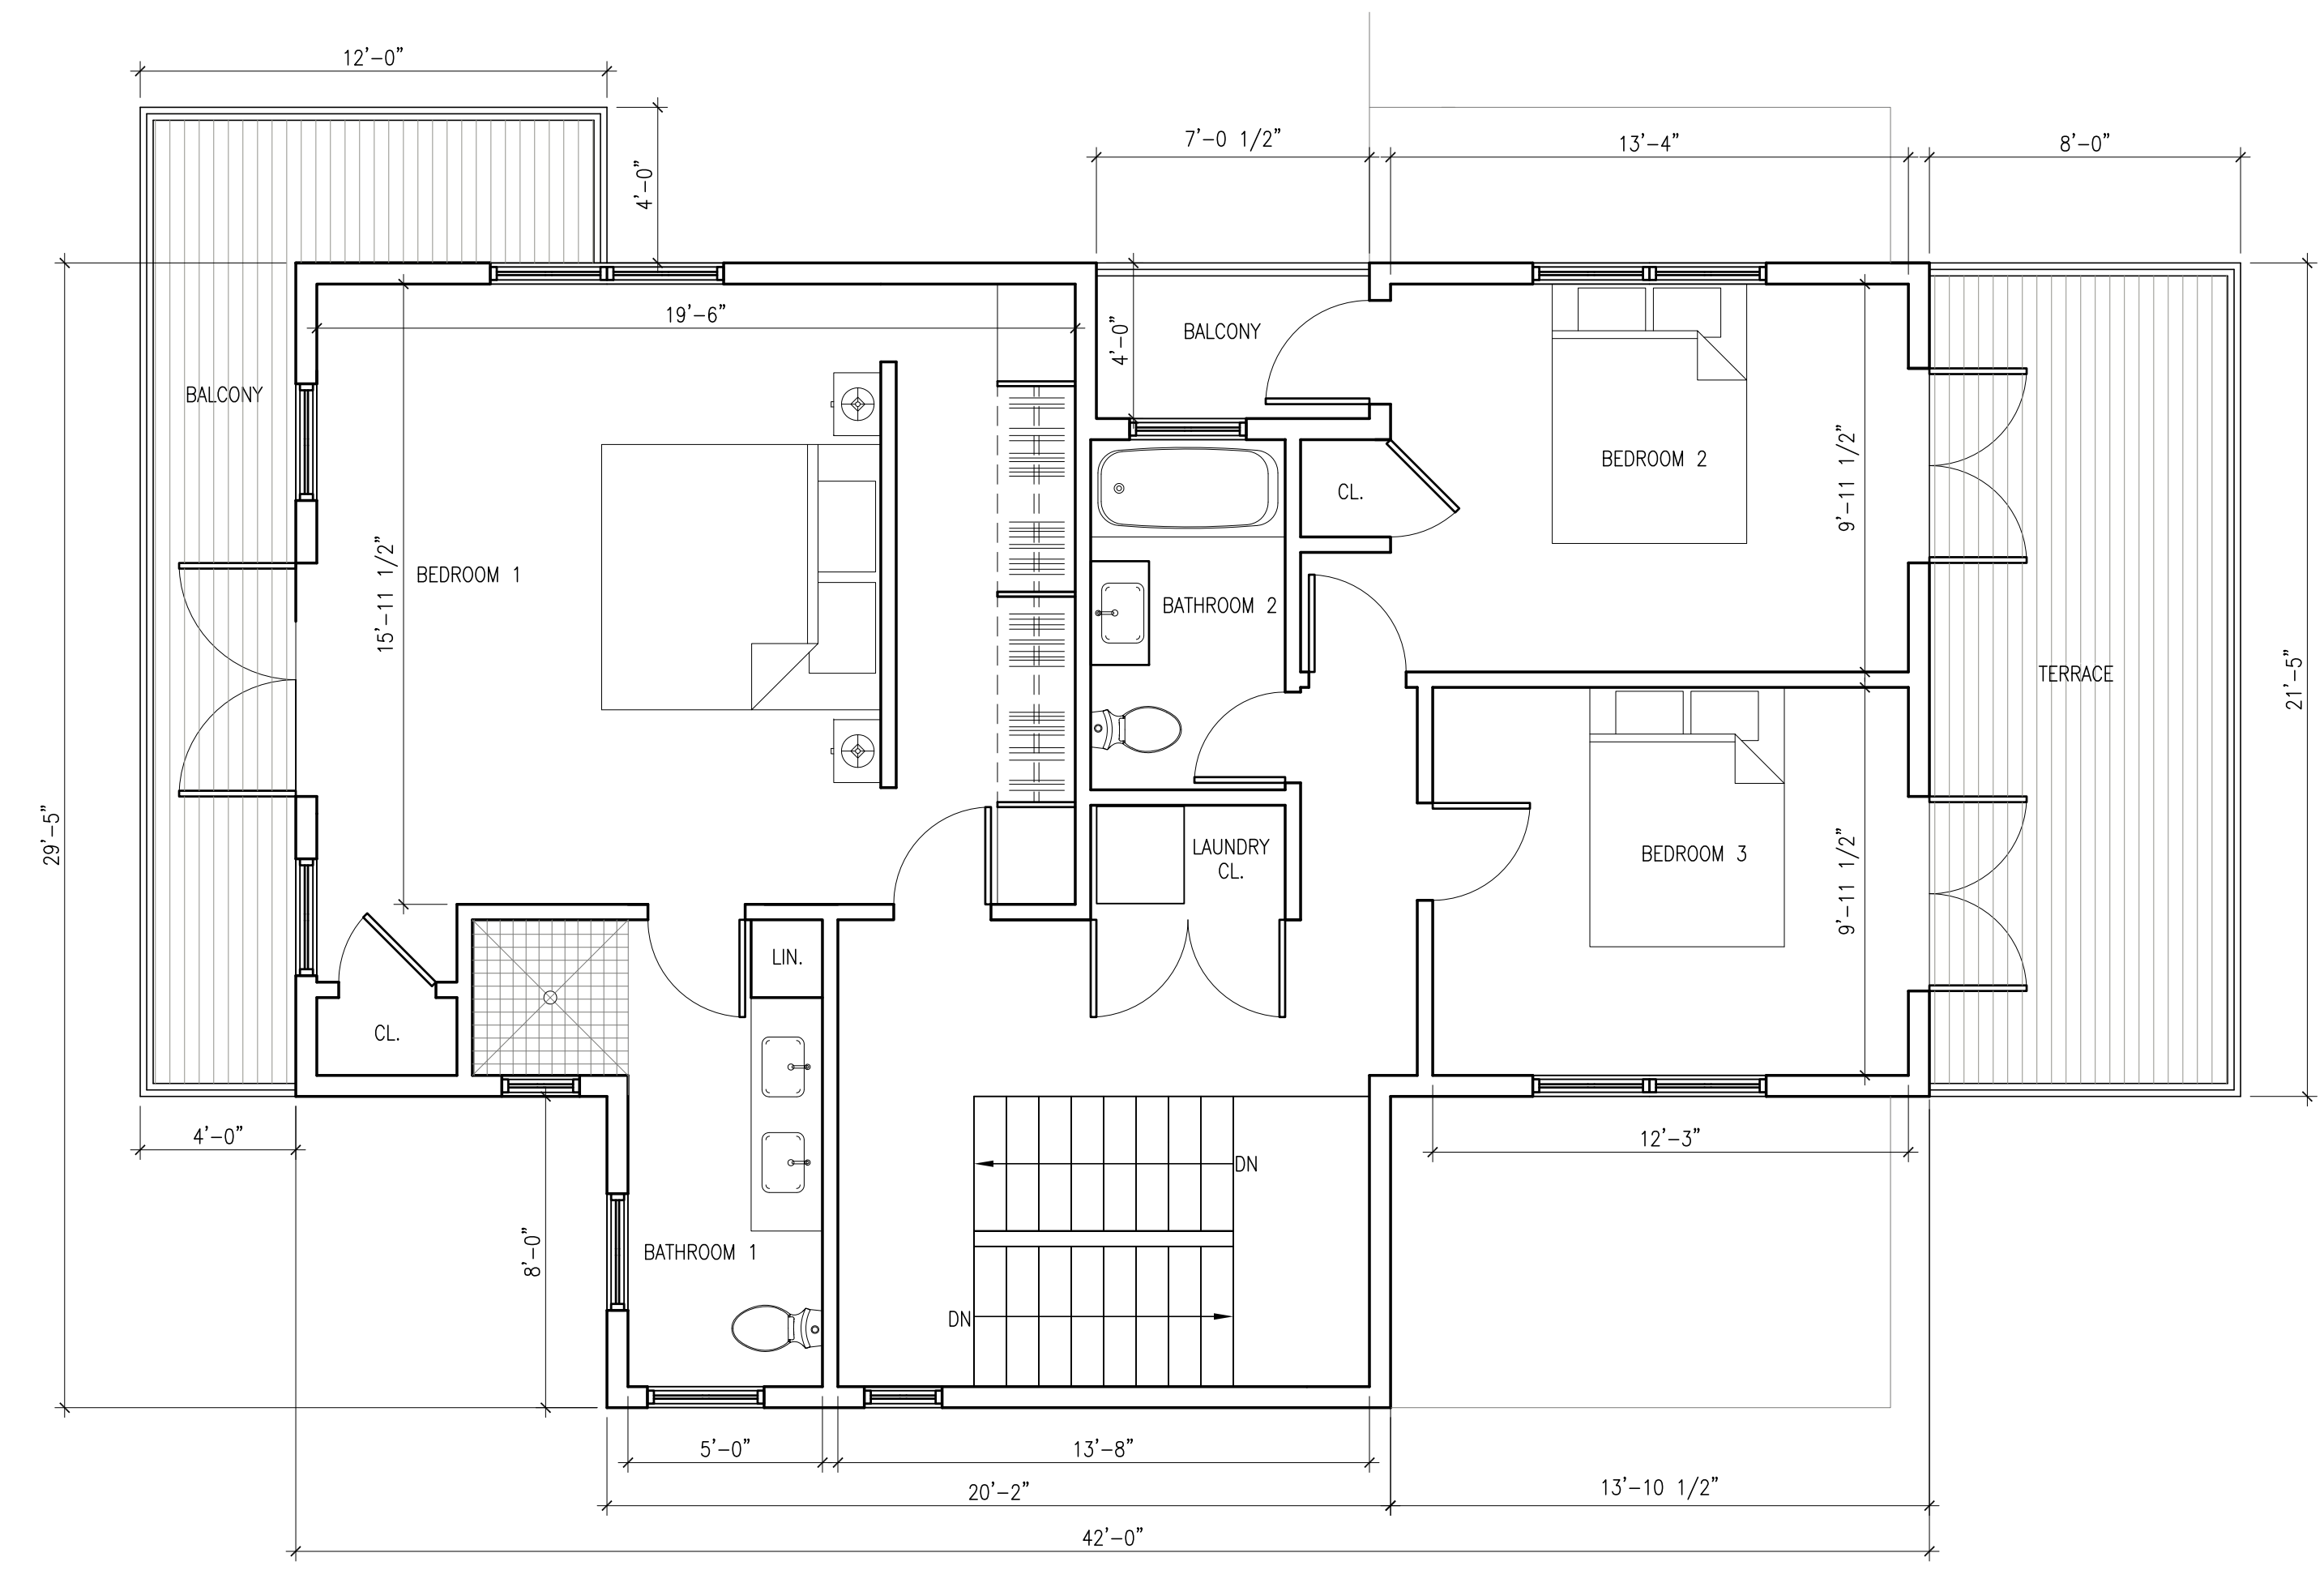 12'-0"
7'-0 1/2"
13'-4"
8'-0"
4'-0"
19'-6"
4'-0"
BALCONY
BALCONY
BEDROOM 2
9'-11 1/2"
CL.
15'-11 1/2"
BEDROOM 1
BATHROOM 2
TERRACE
21'-5"
29'-5"
LAUNDRY
CL.
BEDROOM 3
9'-11 1/2"
LIN.
CL.
4'-0"
12'-3"
DN
8'-0"
BATHROOM 1
DN
5'-0"
13'-8"
20'-2"
13'-10 1/2"
42'-0"